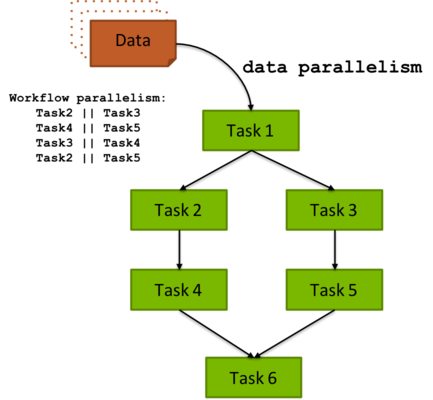 Data
data parallelism
Workflow parallelism:
Task2 || Task3
Task4 || Task5
Task3 || Task4
Task2 || Task5
Task 1
Task 2
Task 3
Task 4
Task 5
Task 6